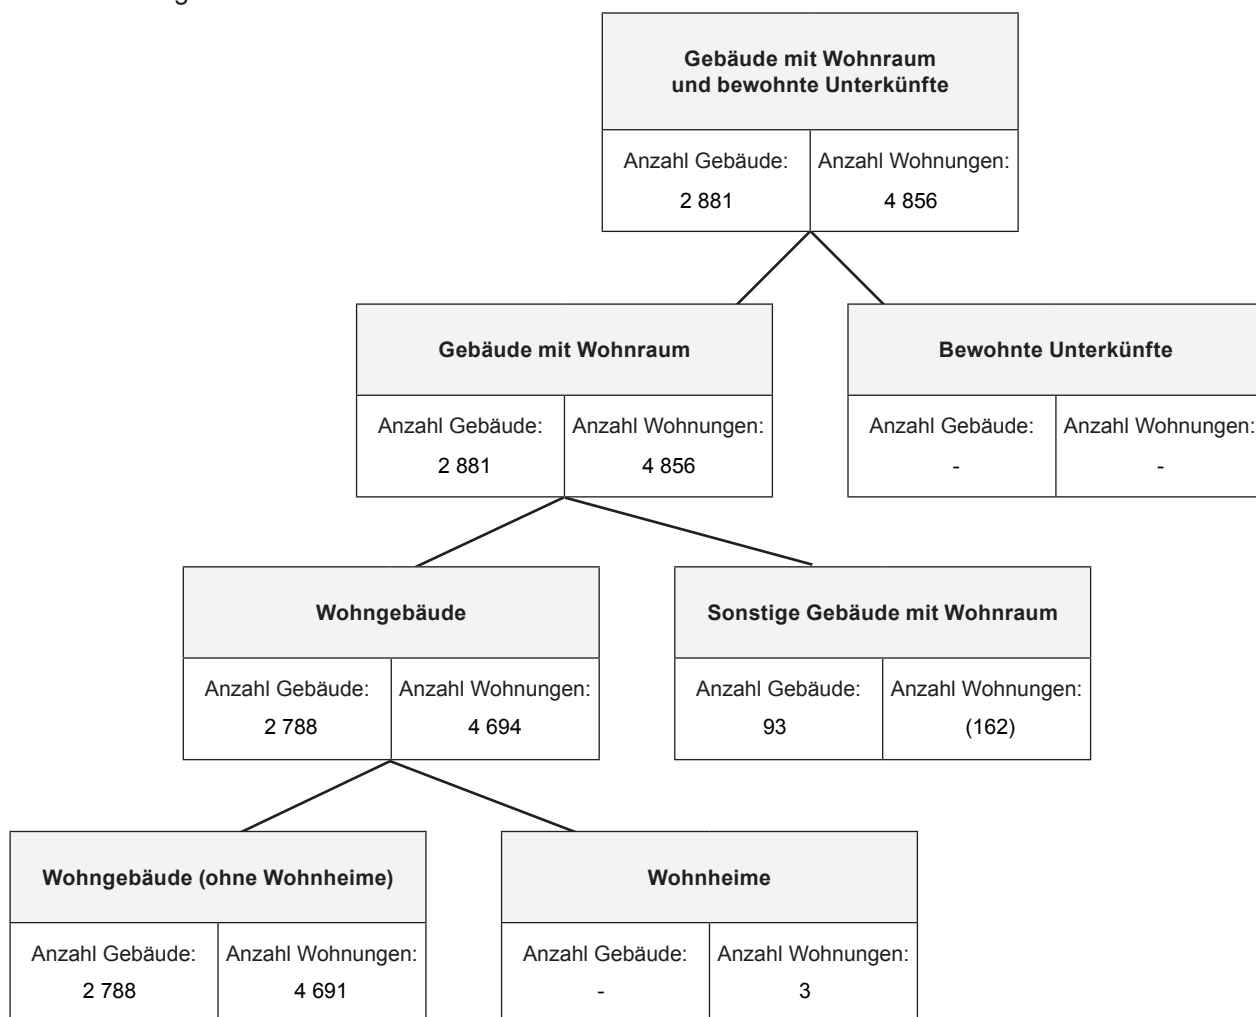 Gebäude mit Wohnraum
und bewohnte Unterkünfte
Anzahl Gebäude: Anzahl Wohnungen:
2 881 4 856
Gebäude mit Wohnraum Bewohnte Unterkünfte
Anzahl Gebäude: Anzahl Wohnungen: Anzahl Gebäude: Anzahl Wohnungen:
2 881 4 856 - -
Wohngebäude Sonstige Gebäude mit Wohnraum
Anzahl Gebäude: Anzahl Wohnungen: Anzahl Gebäude: Anzahl Wohnungen:
2 788 4 694 93 (162)
Wohngebäude (ohne Wohnheime) Wohnheime
Anzahl Gebäude: Anzahl Wohnungen: Anzahl Gebäude: Anzahl Wohnungen:
2 788 4 691 - 3